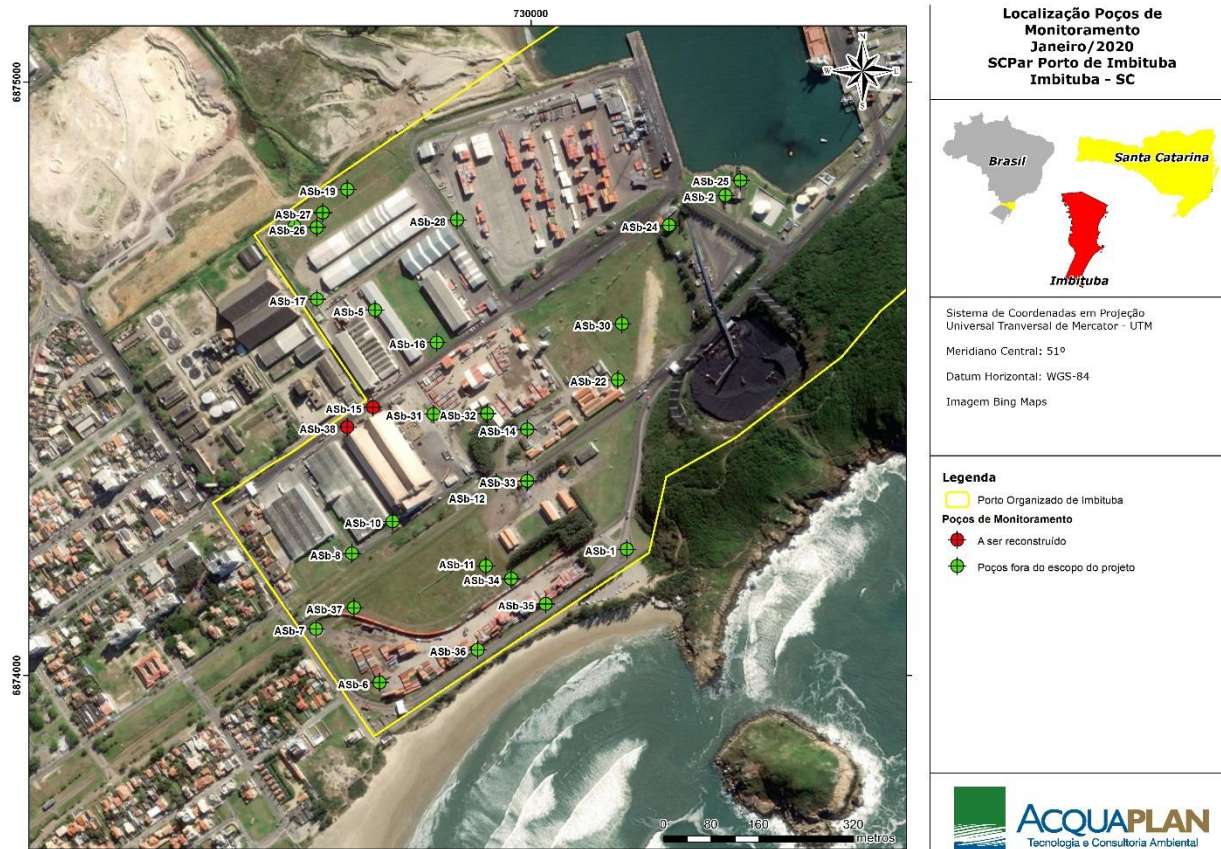 730000
6875000
6874000
ASb-19
ASb-27
ASb-26
ASb-28
ASb-25
ASb-2
ASb-24
ASb-17
ASb-5
ASb-16
ASb-30
ASb-22
ASb-15
ASb-38
ASb-31
ASb-32
ASb-14
ASb-33
ASb-12
ASb-10
ASb-8
ASb-11
ASb-34
ASb-1
ASb-35
ASb-37
ASb-7
ASb-36
ASb-6
N
W
E
S
0 80 160 320
metros
Localização Poços de
Monitoramento
Janeiro/2020
SCPar Porto de Imbituba
Imbituba - SC
Brasil
Santa Catarina
Imbituba
Sistema de Coordenadas em Projeção
Universal Tranversal de Mercator - UTM
Meridiano Central: 51º
Datum Horizontal: WGS-84
Imagem Bing Maps
Legenda
Porto Organizado de Imbituba
Poços de Monitoramento
A ser reconstruído
Poços fora do escopo do projeto
ACQUAPLAN
Tecnologia e Consultoria Ambiental